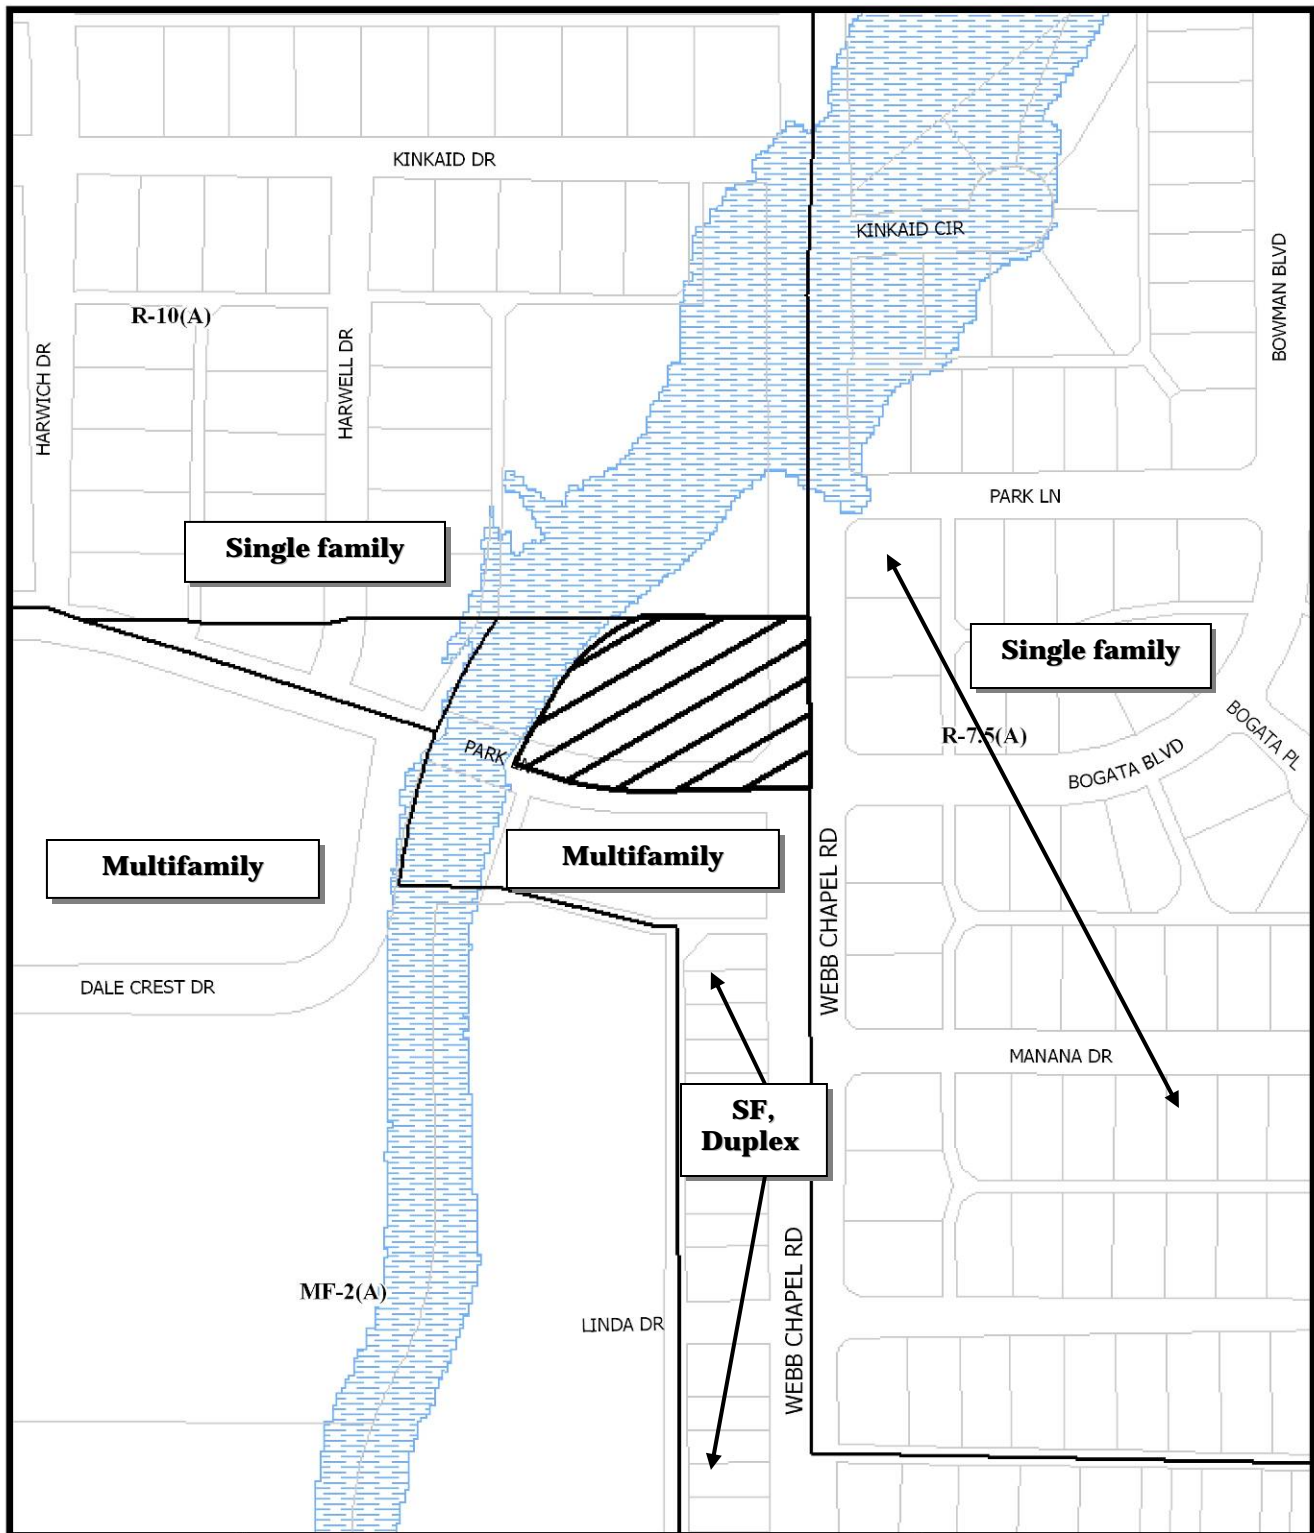 KINKAID DR
KINKAID CIR
BOWMAN BLVD
R-10(A)
HARWICH DR
HARWELL DR
PARK LN
Single family
Single family
BOGATA PL
R-7.5(A)
PARK
BOGATA BLVD
Multifamily
Multifamily
WEBB CHAPEL RD
DALE CREST DR
MANANA DR
SF,
Duplex
MF-2(A)
LINDA DR
WEBB CHAPEL RD